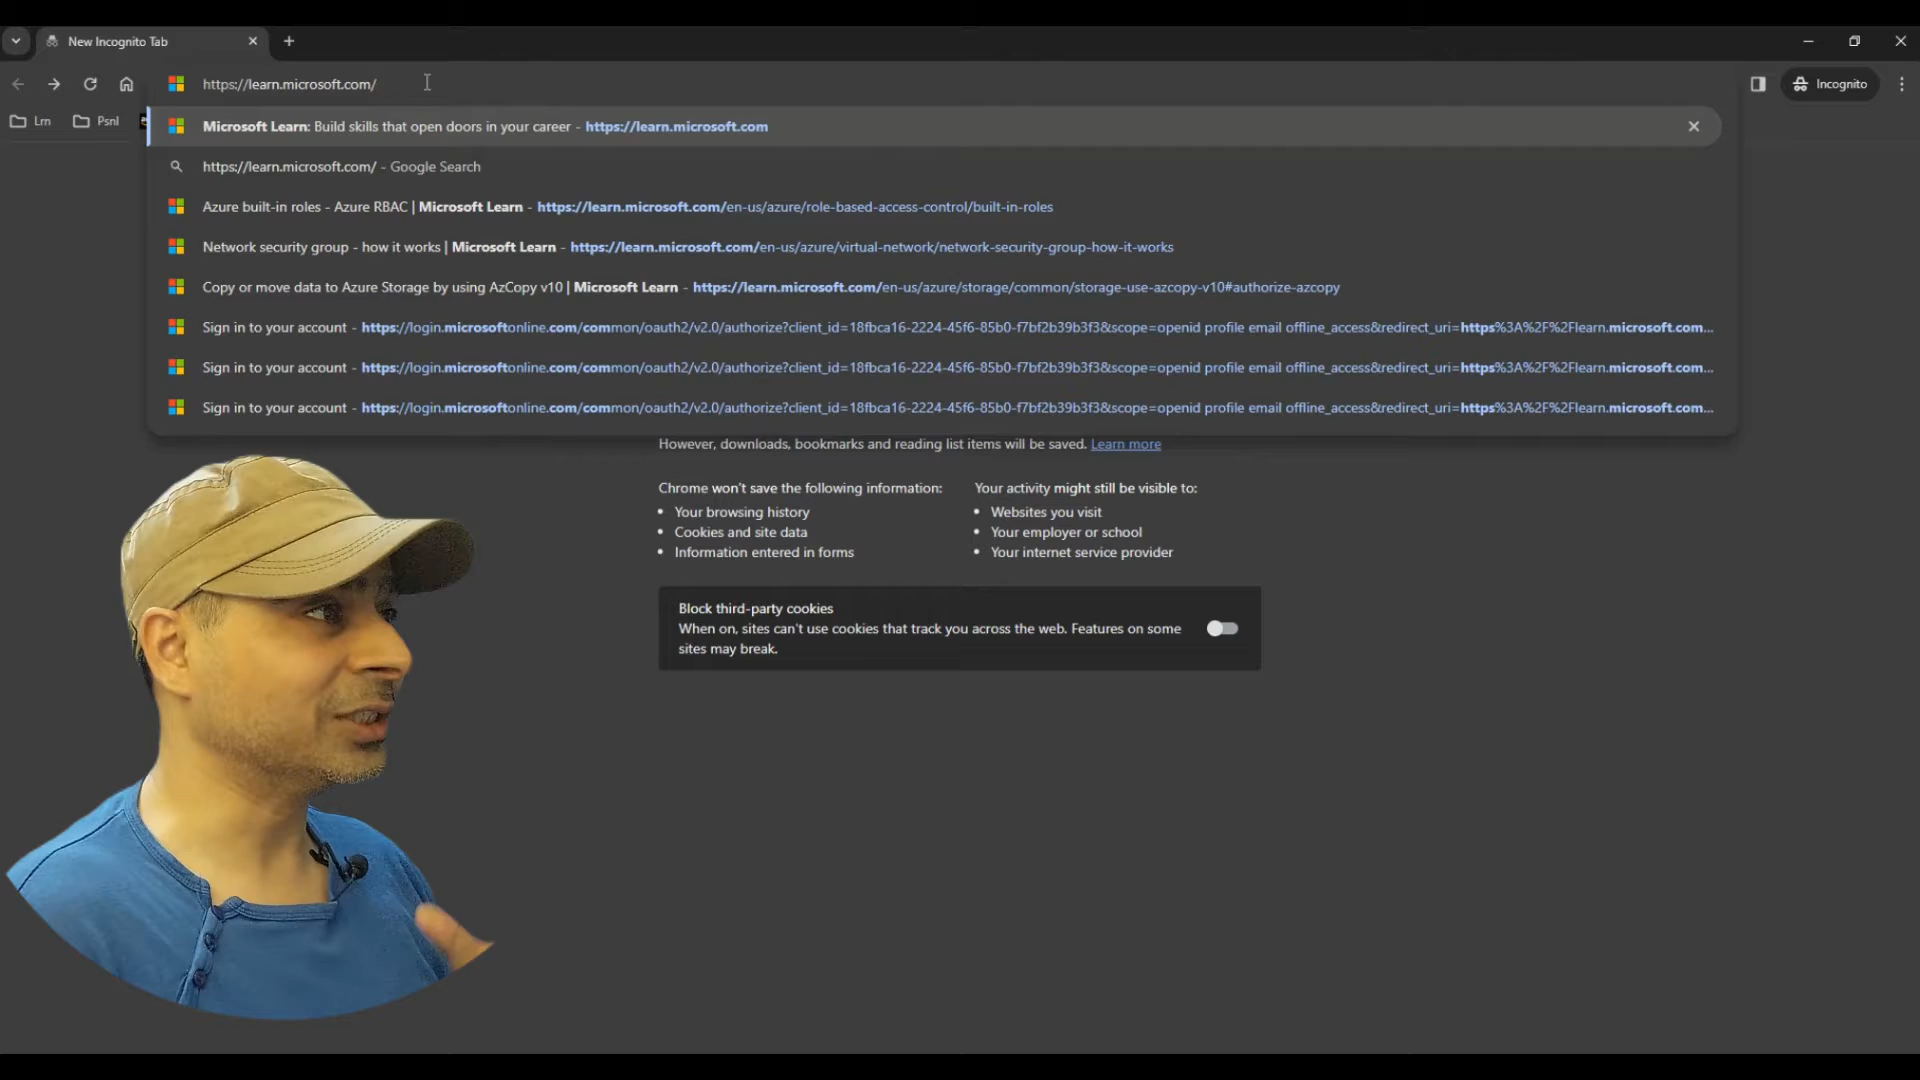 New Incognito Tab
https://learn.microsoft.com/
Incognito
Lrn
Psnl
Microsoft Learn: Build skills that open doors in your career - https://learn.microsoft.com
https://learn.microsoft.com/ - Google Search
Azure built-in roles - Azure RBAC | Microsoft Learn - https://learn.microsoft.com/en-us/azure/role-based-access-control/built-in-roles
Network security group - how it works | Microsoft Learn - https://learn.microsoft.com/en-us/azure/virtual-network/network-security-group-how-it-works
Copy or move data to Azure Storage by using AzCopy v10 | Microsoft Learn - https://learn.microsoft.com/en-us/azure/storage/common/storage-use-azcopy-v10#authorize-azcopy
Sign in to your account - https://login.microsoftonline.com/common/oauth2/v2.0/authorize?client_id=18fbca16-2224-45f6-85b0-f7bf2b39b3f3&scope=openid profile email offline_access&redirect_uri=https%3A%2F%2Flearn.microsoft.com...
Sign in to your account - https://login.microsoftonline.com/common/oauth2/v2.0/authorize?client_id=18fbca16-2224-45f6-85b0-f7bf2b39b3f3&scope=openid profile email offline_access&redirect_uri=https%3A%2F%2Flearn.microsoft.com...
Sign in to your account - https://login.microsoftonline.com/common/oauth2/v2.0/authorize?client_id=18fbca16-2224-45f6-85b0-f7bf2b39b3f3&scope=openid profile email offline_access&redirect_uri=https%3A%2F%2Flearn.microsoft.com...
However, downloads, bookmarks and reading list items will be saved. Learn more
Chrome won't save the following information:
• Your browsing history
• Cookies and site data
• Information entered in forms
Your activity might still be visible to:
• Websites you visit
• Your employer or school
• Your internet service provider
Block third-party cookies
When on, sites can't use cookies that track you across the web. Features on some
sites may break.